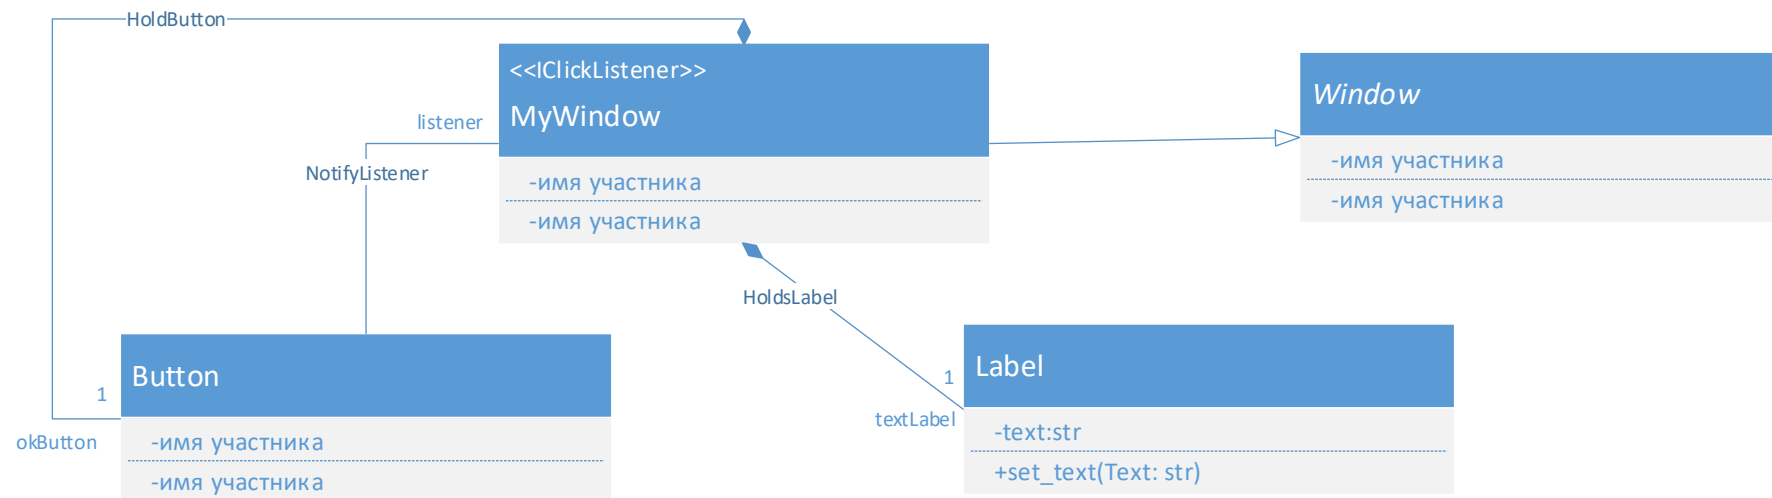 HoldButton
<<IClickListener>>
MyWindow
-имя участника
-имя участника
Window
-имя участника
-имя участника
listener
NotifyListener
HoldsLabel
Button
-имя участника
-имя участника
1
okButton
1
textLabel
Label
-text:str
+set_text(Text: str)